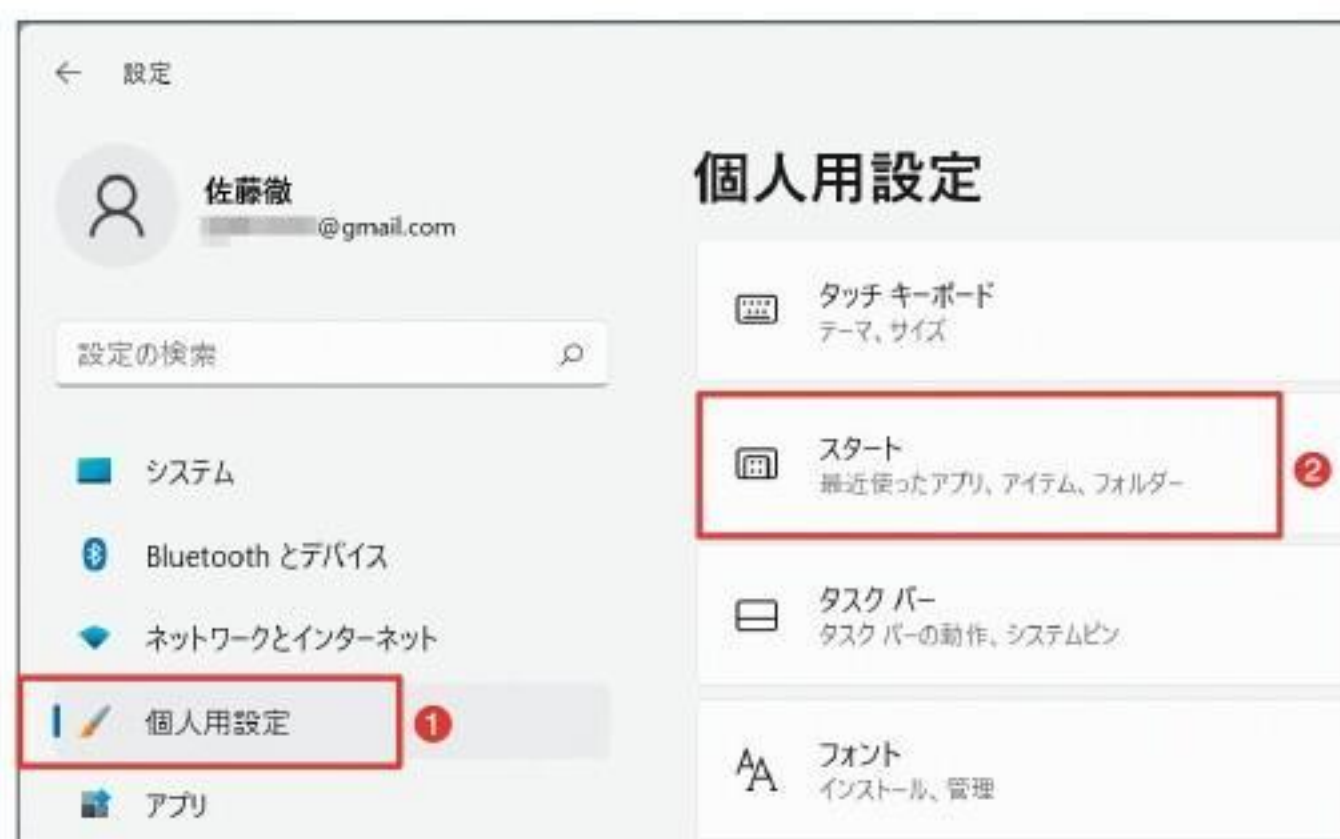 ← 設定
佐藤徹
@gmail.com
設定の検索
システム
Bluetooth とデバイス
ネットワークとインターネット
個人用設定
1
アプリ
個人用設定
タッチ キーボード
テーマ、サイズ
スタート
最近使ったアプリ、アイテム、フォルダー
2
タスク バー
タスク バーの動作、システムピン
フォント
インストール、管理